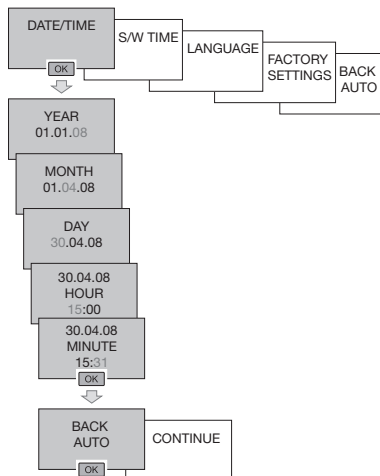 DATE/TIME
OK
S/W TIME
LANGUAGE
FACTORY
SETTINGS
BACK
AUTO
YEAR
01.01.08
MONTH
01.04.08
DAY
30.04.08
30.04.08
HOUR
15:00
30.04.08
MINUTE
15:31
OK
BACK
AUTO
OK
CONTINUE